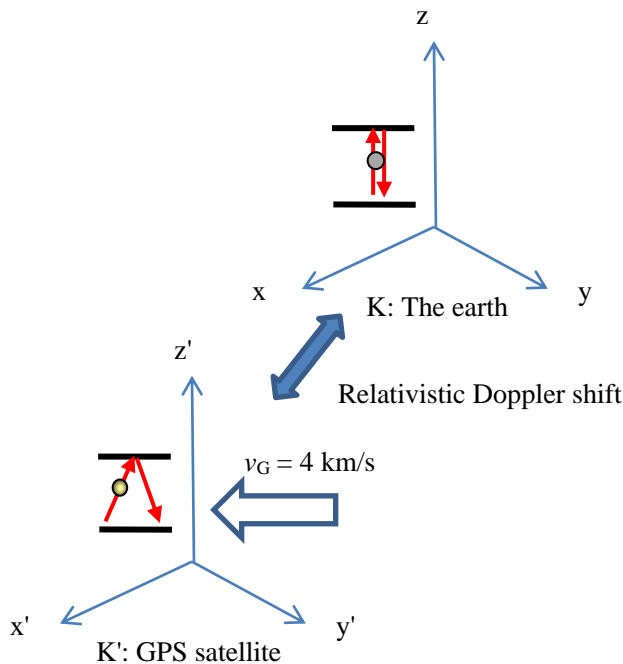 z
x
y
K: The earth
z'
Relativistic Doppler shift
vG = 4 km/s
x'
y'
K': GPS satellite